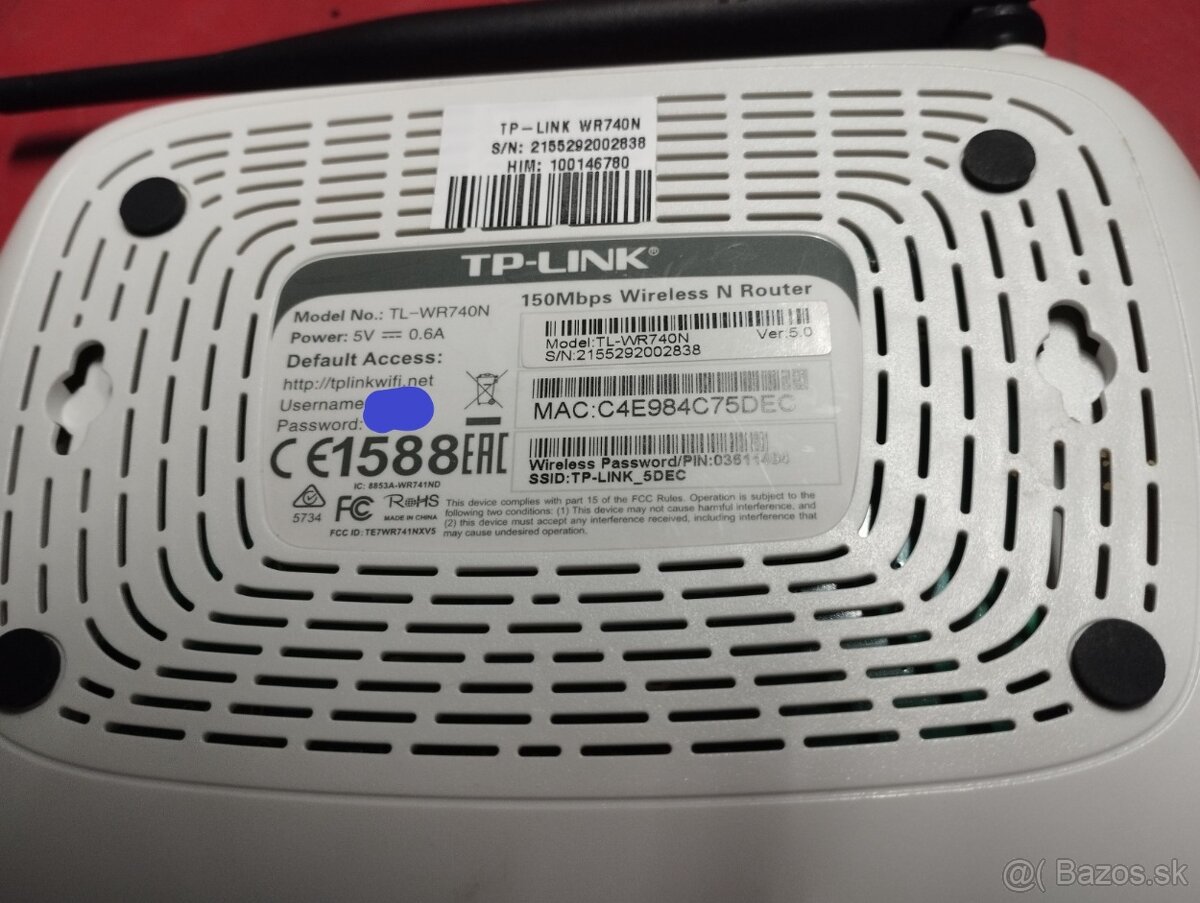 TP-LINK WR740N
S/N: 2155292002838
HIM: 100146780
TP-LINK®
150Mbps Wireless N Router
Model No.: TL-WR740N
Power: 5V ⎓ 0.6A
Default Access:
http://tplinkwifi.net
Username
Password:
Model:TL-WR740N Ver:5.0
S/N:2155292002838
MAC:C4E984C75DEC
Wireless Password/PIN:
SSID:TP-LINK_5DEC
CE1588EAC
IC: 8853A-WR741ND
5734
FC RoHS
MADE IN CHINA
FCC ID: TE7WR741NXV5
This device complies with part 15 of the FCC Rules. Operation is subject to the
following two conditions: (1) This device may not cause harmful interference, and
(2) this device must accept any interference received, including interference that
may cause undesired operation.
@( Bazos.sk